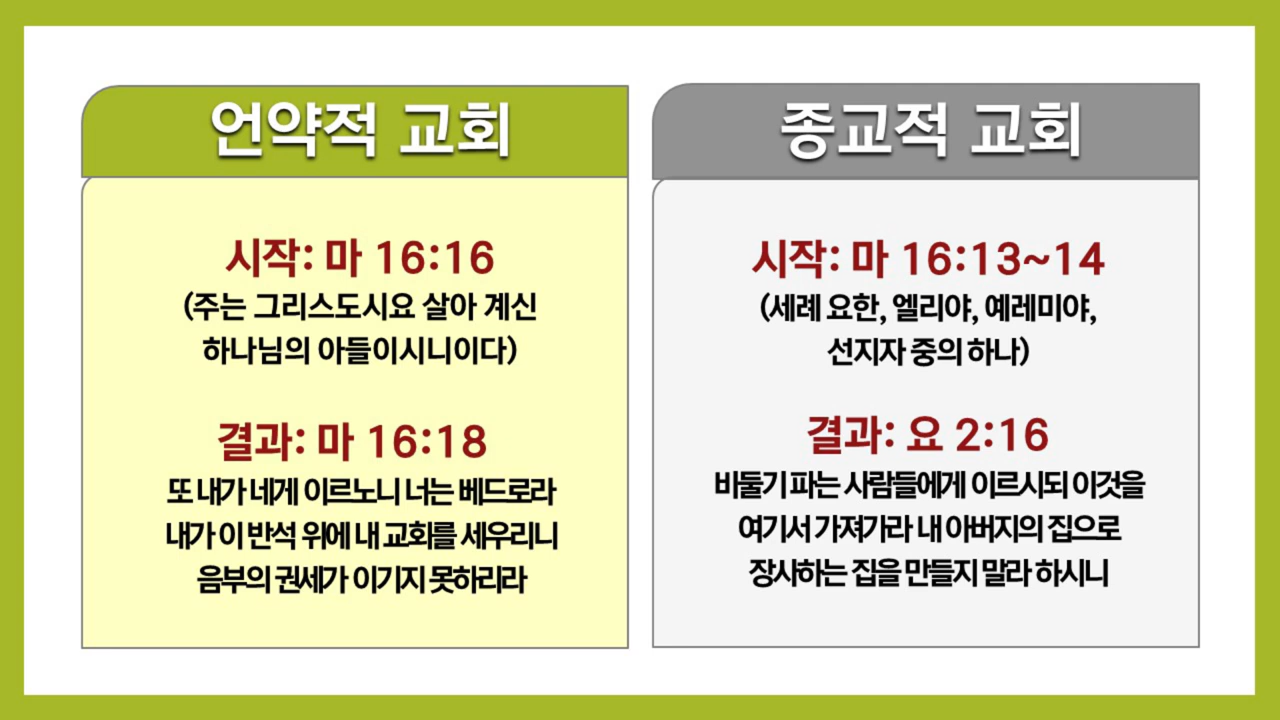 언약적 교회
시작: 마 16:16
(주는 그리스도시요 살아 계신
하나님의 아들이시니이다)
결과: 마 16:18
또 내가 네게 이르노니 너는 베드로라
내가 이 반석 위에 내 교회를 세우리니
음부의 권세가 이기지 못하리라
종교적 교회
시작: 마 16:13~14
(세례 요한, 엘리야, 예레미야,
선지자 중의 하나)
결과: 요 2:16
비둘기 파는 사람들에게 이르시되 이것을
여기서 가져가라 내 아버지의 집으로
장사하는 집을 만들지 말라 하시니